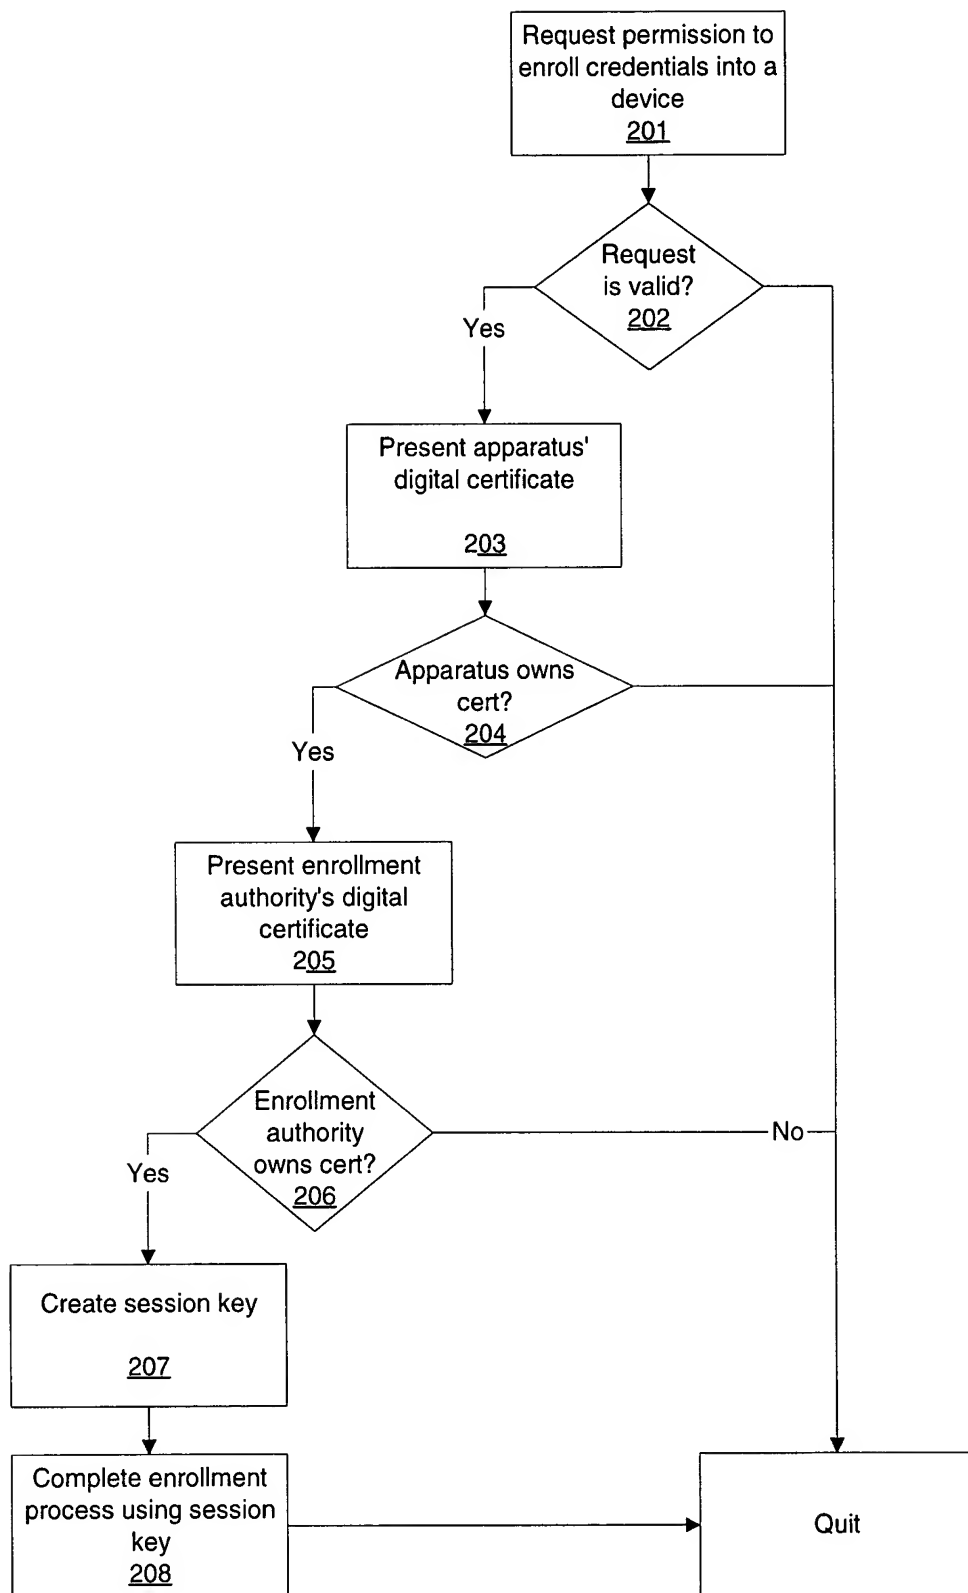 Request permission to
enroll credentials into a
device
201
Request
is valid?
202
Yes
Present apparatus'
digital certificate
203
Apparatus owns
cert?
204
Yes
Present enrollment
authority's digital
certificate
205
Enrollment
authority
owns cert?
206
No
Yes
Create session key
207
Complete enrollment
process using session
key
208
Quit